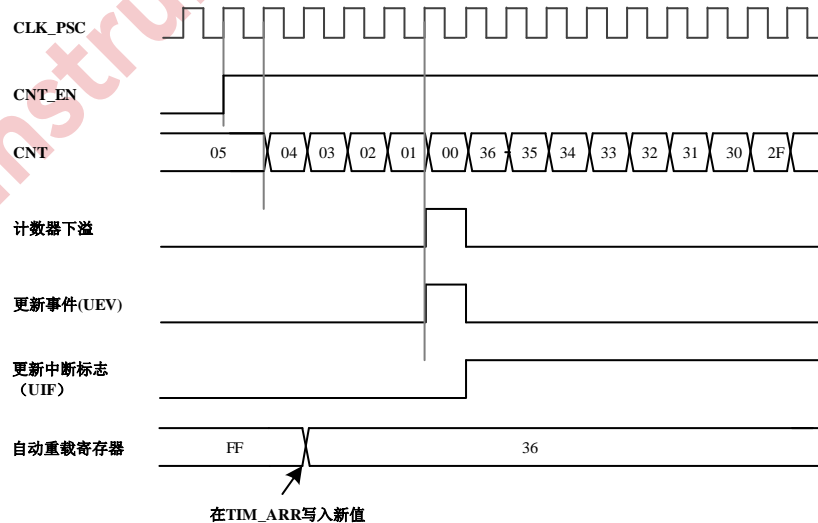 CLK_PSC
CNT_EN
CNT 05 04 03 02 01 00 36 35 34 33 32 31 30 2F
计数器下溢
更新事件(UEV)
更新中断标志
（UIF）
自动重载寄存器 FF 36
在TIM_ARR写入新值